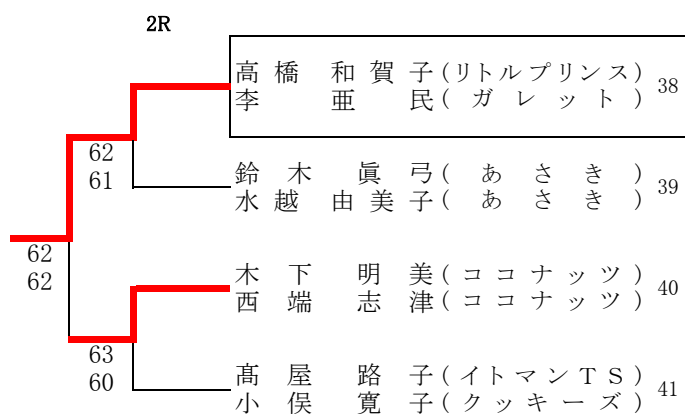 2R
高橋 和賀子(リトルプリンス) 38
李 亜民(ガレット)
62
61
鈴木 眞弓(あさき) 39
水越 由美子(あさき)
62
62
木下 明美(ココナッツ) 40
西端 志津(ココナッツ)
63
60
髙屋 路子(イトマンTS) 41
小俣 寛子(クッキーズ)